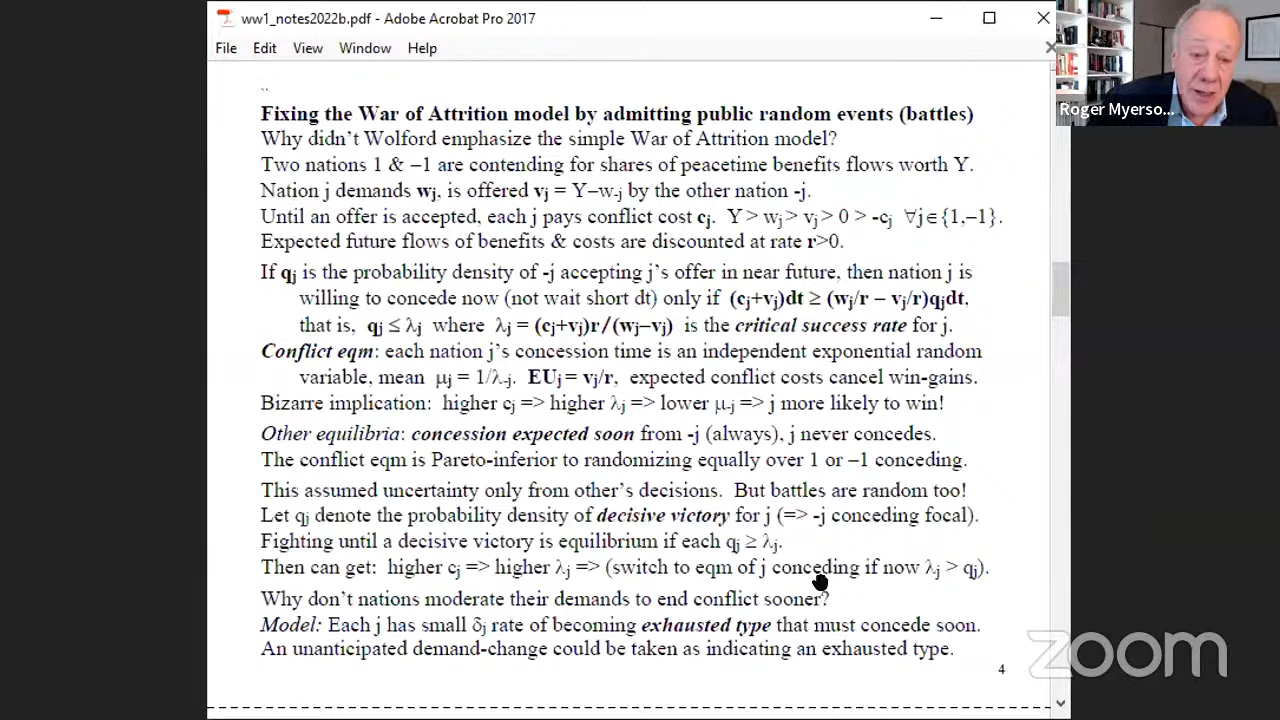 ww1_notes2022b.pdf - Adobe Acrobat Pro 2017
File Edit View Window Help
Roger Myerso...
``
Fixing the War of Attrition model by admitting public random events (battles)
Why didn't Wolford emphasize the simple War of Attrition model?
Two nations 1 & −1 are contending for shares of peacetime benefits flows worth Y.
Nation j demands wj, is offered vj = Y−w-j by the other nation -j.
Until an offer is accepted, each j pays conflict cost cj. Y > wj > vj > 0 > -cj ∀j∈{1,−1}.
Expected future flows of benefits & costs are discounted at rate r>0.
If qj is the probability density of -j accepting j's offer in near future, then nation j is
willing to concede now (not wait short dt) only if (cj+vj)dt ≥ (wj/r − vj/r)qjdt,
that is, qj ≤ λj where λj = (cj+vj)r/(wj−vj) is the critical success rate for j.
Conflict eqm: each nation j's concession time is an independent exponential random
variable, mean μj = 1/λ-j. EUj = vj/r, expected conflict costs cancel win-gains.
Bizarre implication: higher cj => higher λj => lower μ-j => j more likely to win!
Other equilibria: concession expected soon from -j (always), j never concedes.
The conflict eqm is Pareto-inferior to randomizing equally over 1 or −1 conceding.
This assumed uncertainty only from other's decisions. But battles are random too!
Let qj denote the probability density of decisive victory for j (=> -j conceding focal).
Fighting until a decisive victory is equilibrium if each qj ≥ λj.
Then can get: higher cj => higher λj => (switch to eqm of j conceding if now λj > qj).
Why don't nations moderate their demands to end conflict sooner?
Model: Each j has small δj rate of becoming exhausted type that must concede soon.
An unanticipated demand-change could be taken as indicating an exhausted type.
4
zoom